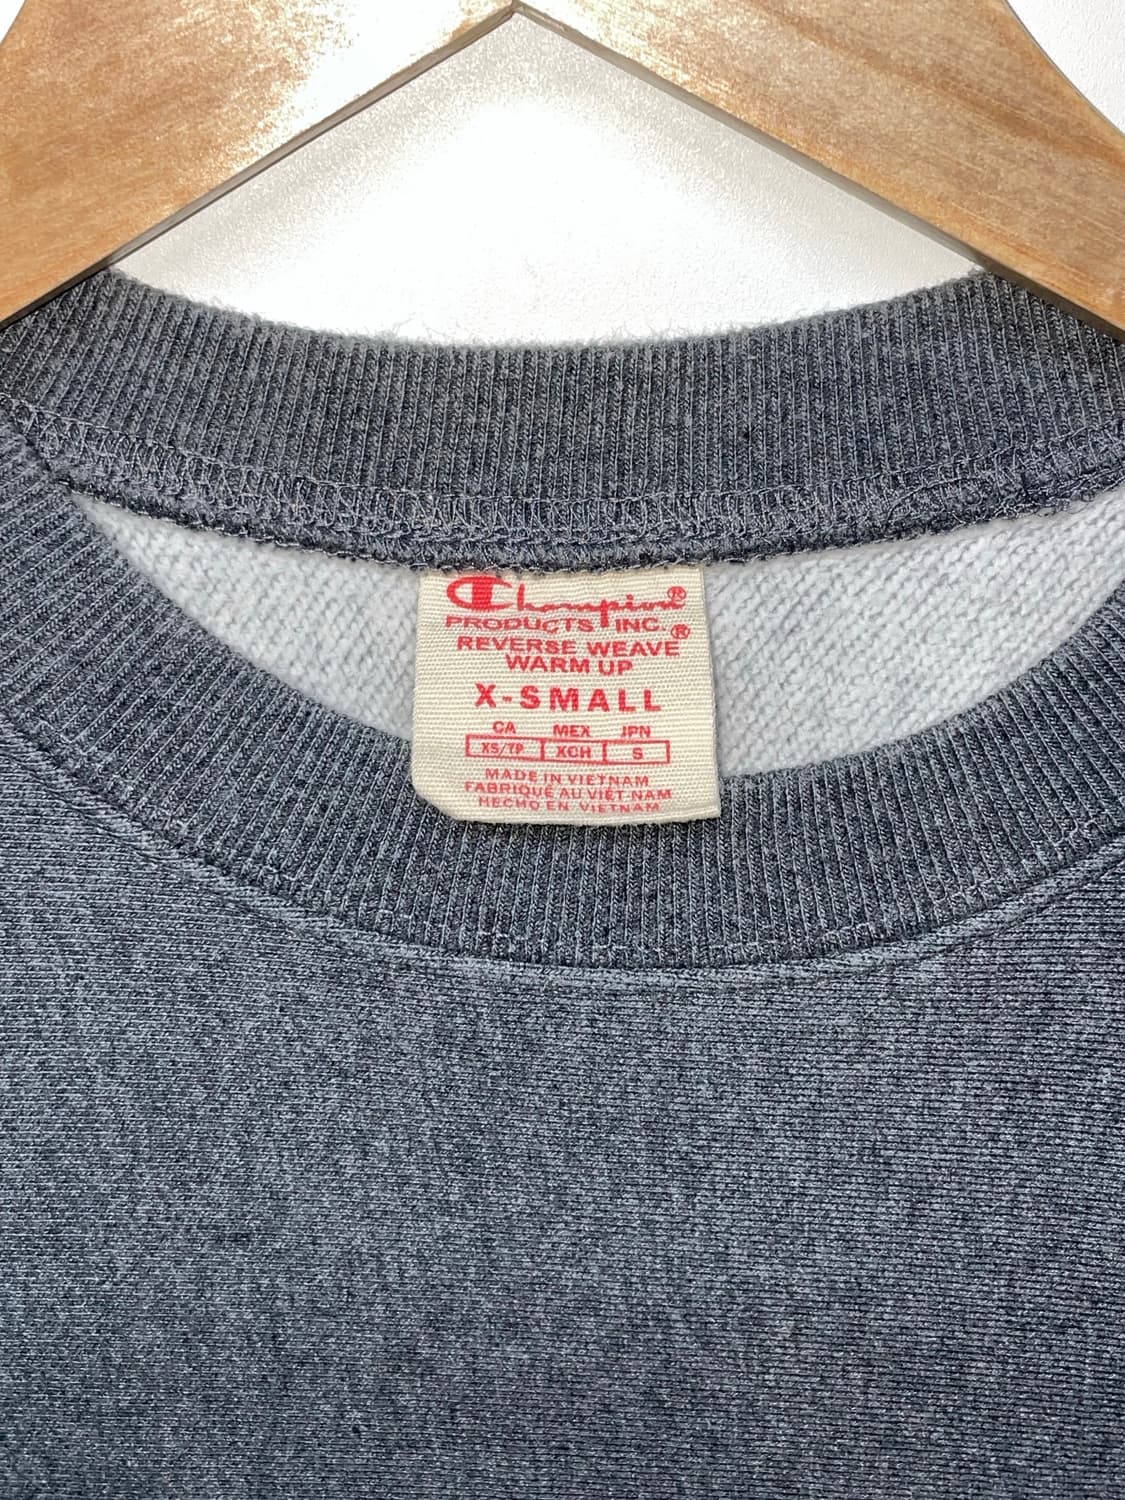 Champion®
PRODUCTS INC.
REVERSE WEAVE®
WARM UP
X-SMALL
CA MEX JPN
XS/TP XCH S
MADE IN VIETNAM
FABRIQUÉ AU VIÊT-NAM
HECHO EN VIETNAM